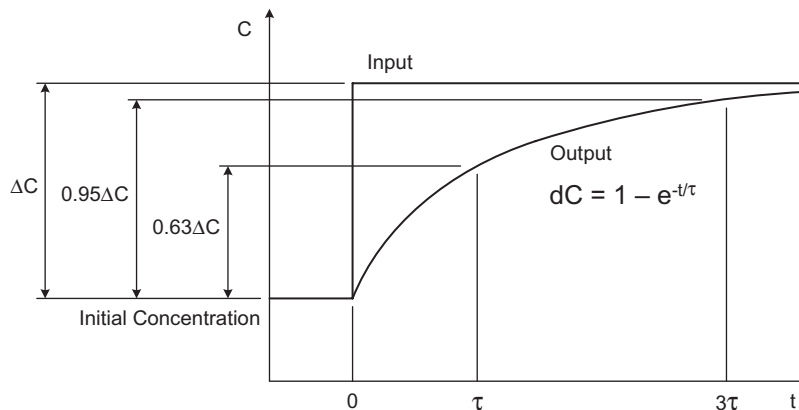 C
Input
ΔC
0.95ΔC
0.63ΔC
Output
dC = 1 – e-t/τ
Initial Concentration
0
τ
3τ
t